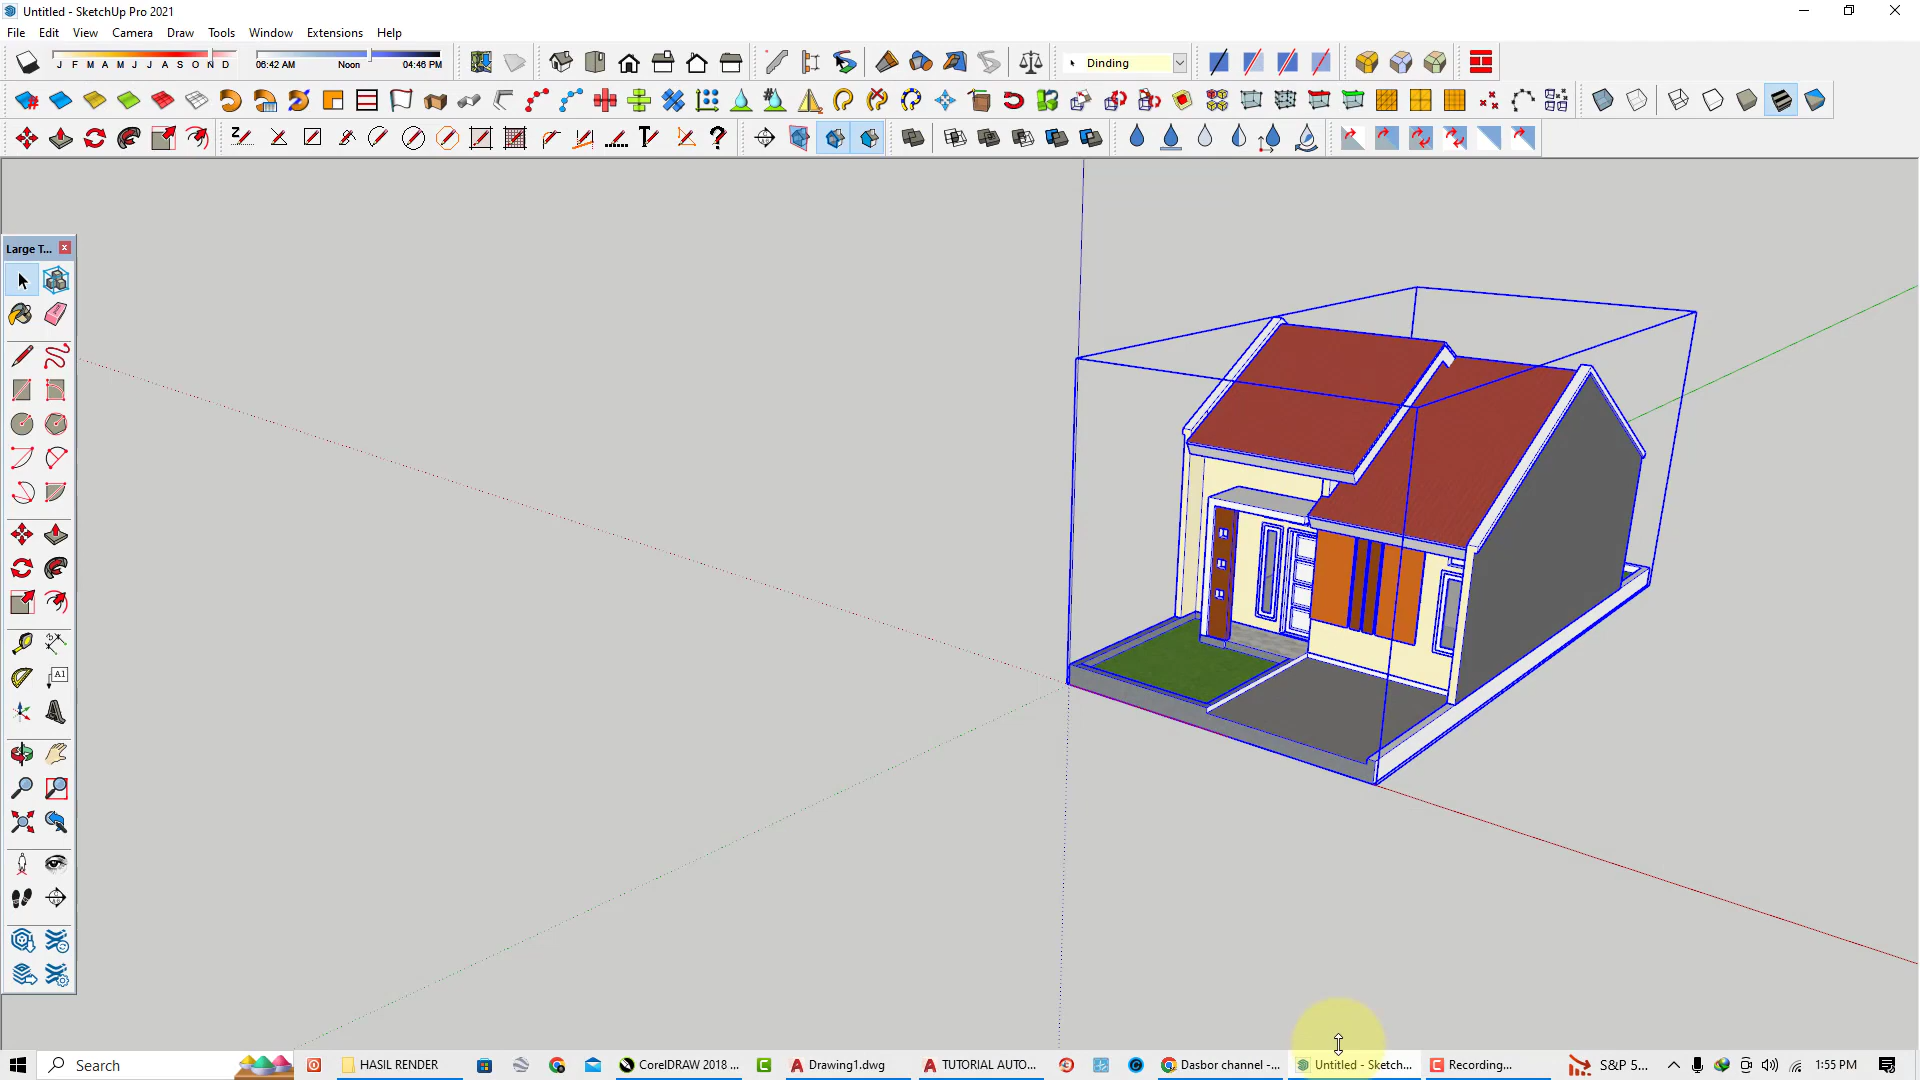 Untitled - SketchUp Pro 2021
File Edit View Camera Draw Tools Window Extensions Help
J F M A M J J A S O N D
06:42 AM Noon 04:46 PM
Dinding
Large T...
A1
Search
HASIL RENDER
CorelDRAW 2018 ...
Drawing1.dwg
TUTORIAL AUTO...
Dasbor channel -...
Untitled - Sketch...
Recording...
S&P 5...
1:55 PM